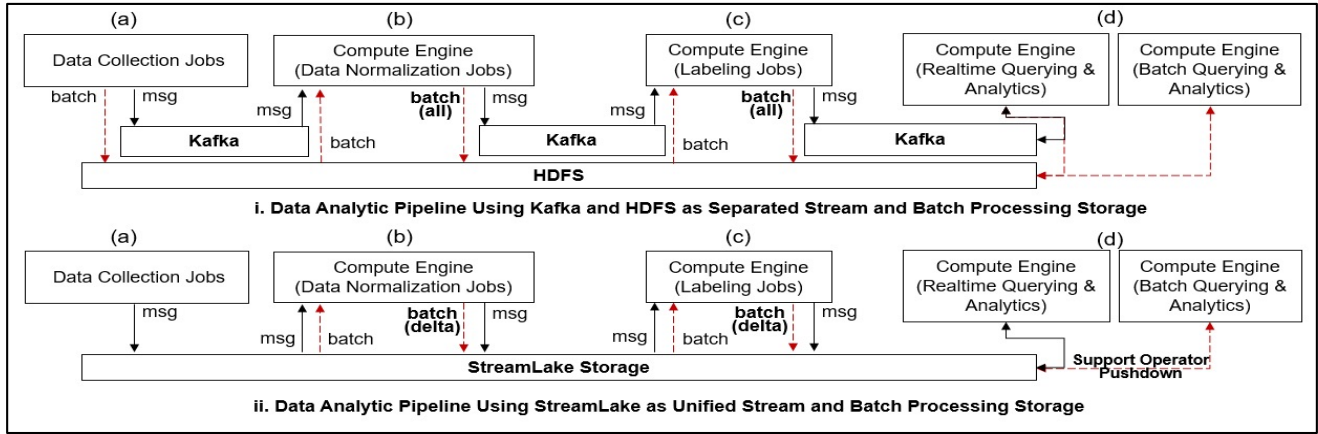 (a)
(b)
(c)
(d)
Data Collection Jobs
Compute Engine
(Data Normalization Jobs)
Compute Engine
(Labeling Jobs)
Compute Engine
(Realtime Querying &
Analytics)
Compute Engine
(Batch Querying &
Analytics)
batch
msg
msg
batch
batch
(all)
msg
msg
batch
batch
(all)
msg
Kafka
Kafka
Kafka
HDFS
i. Data Analytic Pipeline Using Kafka and HDFS as Separated Stream and Batch Processing Storage
(a)
(b)
(c)
(d)
Data Collection Jobs
Compute Engine
(Data Normalization Jobs)
Compute Engine
(Labeling Jobs)
Compute Engine
(Realtime Querying &
Analytics)
Compute Engine
(Batch Querying &
Analytics)
msg
msg
batch
batch
(delta)
msg
msg
batch
batch
(delta)
msg
StreamLake Storage
Support Operator
Pushdown
ii. Data Analytic Pipeline Using StreamLake as Unified Stream and Batch Processing Storage